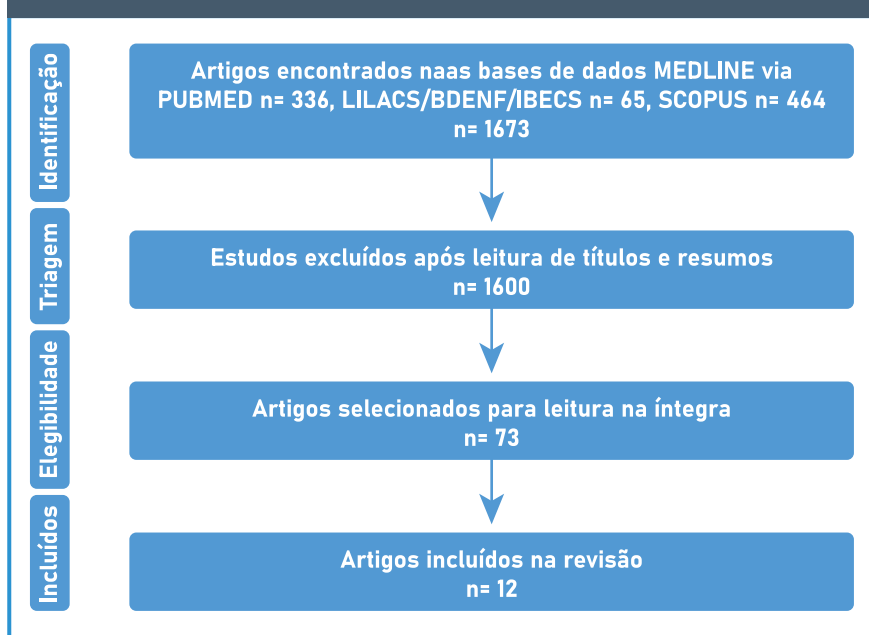 Identificação
Artigos encontrados naas bases de dados MEDLINE via
PUBMED n= 336, LILACS/BDENF/IBECS n= 65, SCOPUS n= 464
n= 1673
Triagem
Estudos excluídos após leitura de títulos e resumos
n= 1600
Elegibilidade
Artigos selecionados para leitura na íntegra
n= 73
Incluídos
Artigos incluídos na revisão
n= 12